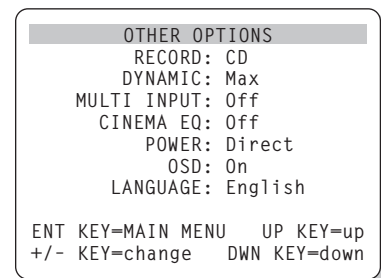 OTHER OPTIONS
RECORD: CD
DYNAMIC: Max
MULTI INPUT: Off
CINEMA EQ: Off
POWER: Direct
OSD: On
LANGUAGE: English
ENT KEY=MAIN MENU UP KEY=up
+/- KEY=change DWN KEY=down